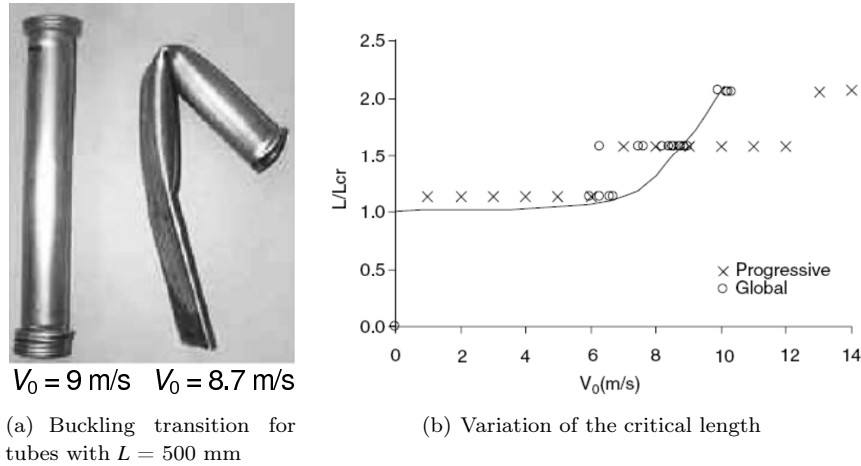 V₀ = 9 m/s V₀ = 8.7 m/s
(a) Buckling transition for
tubes with L = 500 mm
2.5
2.0
1.5
1.0
0.5
0.0
L/Lcr
× Progressive
○ Global
0 2 4 6 8 10 12 14
V₀(m/s)
(b) Variation of the critical length